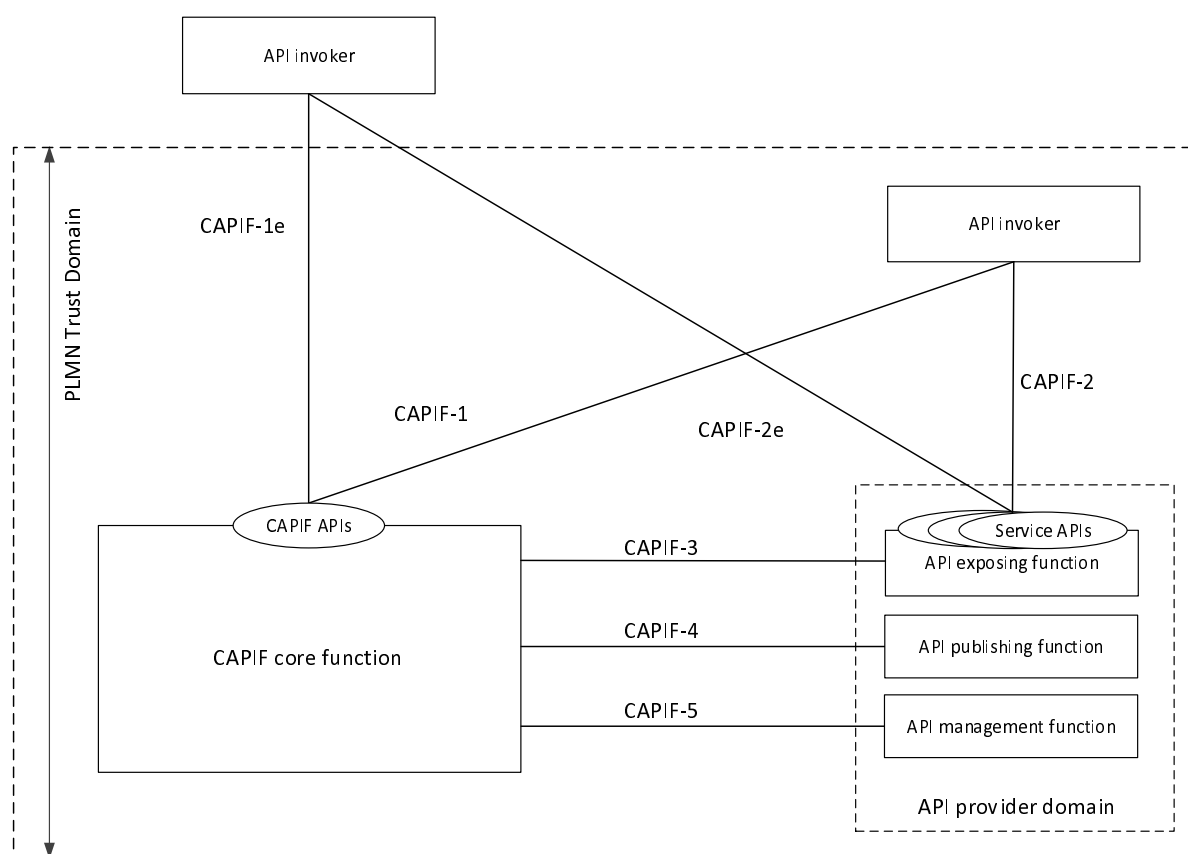 API invoker
CAPIF-1e
API invoker
PLMN Trust Domain
CAPIF-2
CAPIF-1
CAPIF-2e
CAPIF APIs
Service APIs
CAPIF-3
API exposing function
CAPIF-4
API publishing function
CAPIF core function
CAPIF-5
API management function
API provider domain